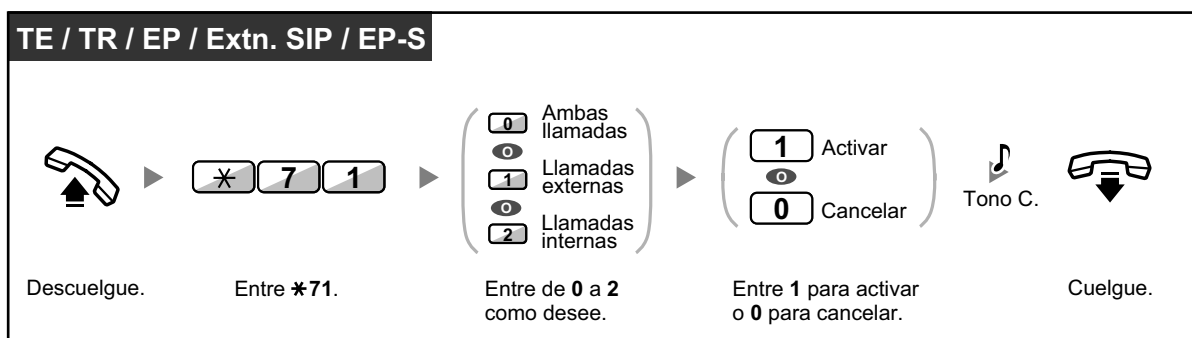 TE / TR / EP / Extn. SIP / EP-S
0 Ambas
llamadas
O
1 Llamadas
externas
O
2 Llamadas
internas
* 7 1
1 Activar
O
0 Cancelar
Tono C.
Descuelgue.
Entre *71.
Entre de 0 a 2
como desee.
Entre 1 para activar
o 0 para cancelar.
Cuelgue.